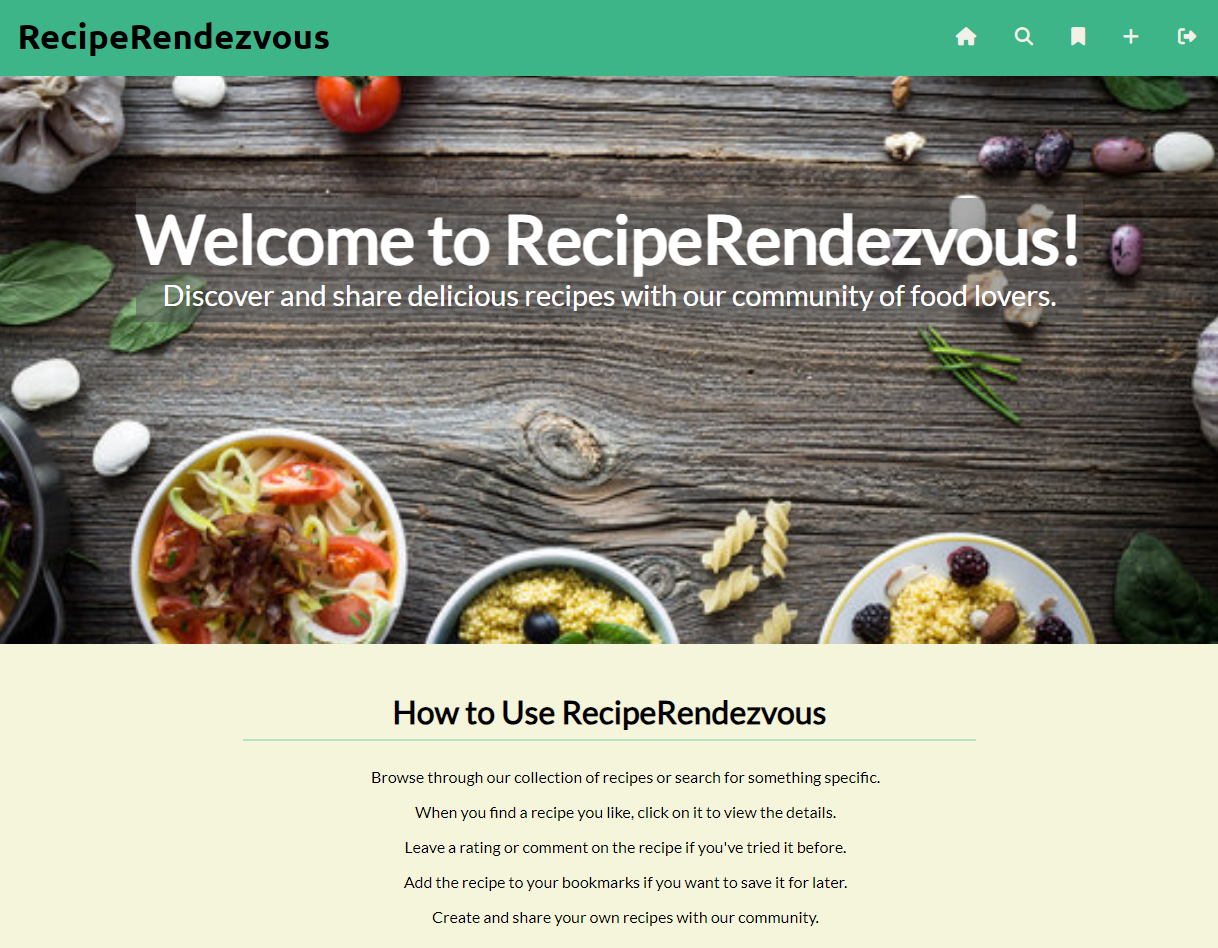 RecipeRendezvous
Welcome to RecipeRendezvous!
Discover and share delicious recipes with our community of food lovers.
How to Use RecipeRendezvous
Browse through our collection of recipes or search for something specific.
When you find a recipe you like, click on it to view the details.
Leave a rating or comment on the recipe if you've tried it before.
Add the recipe to your bookmarks if you want to save it for later.
Create and share your own recipes with our community.